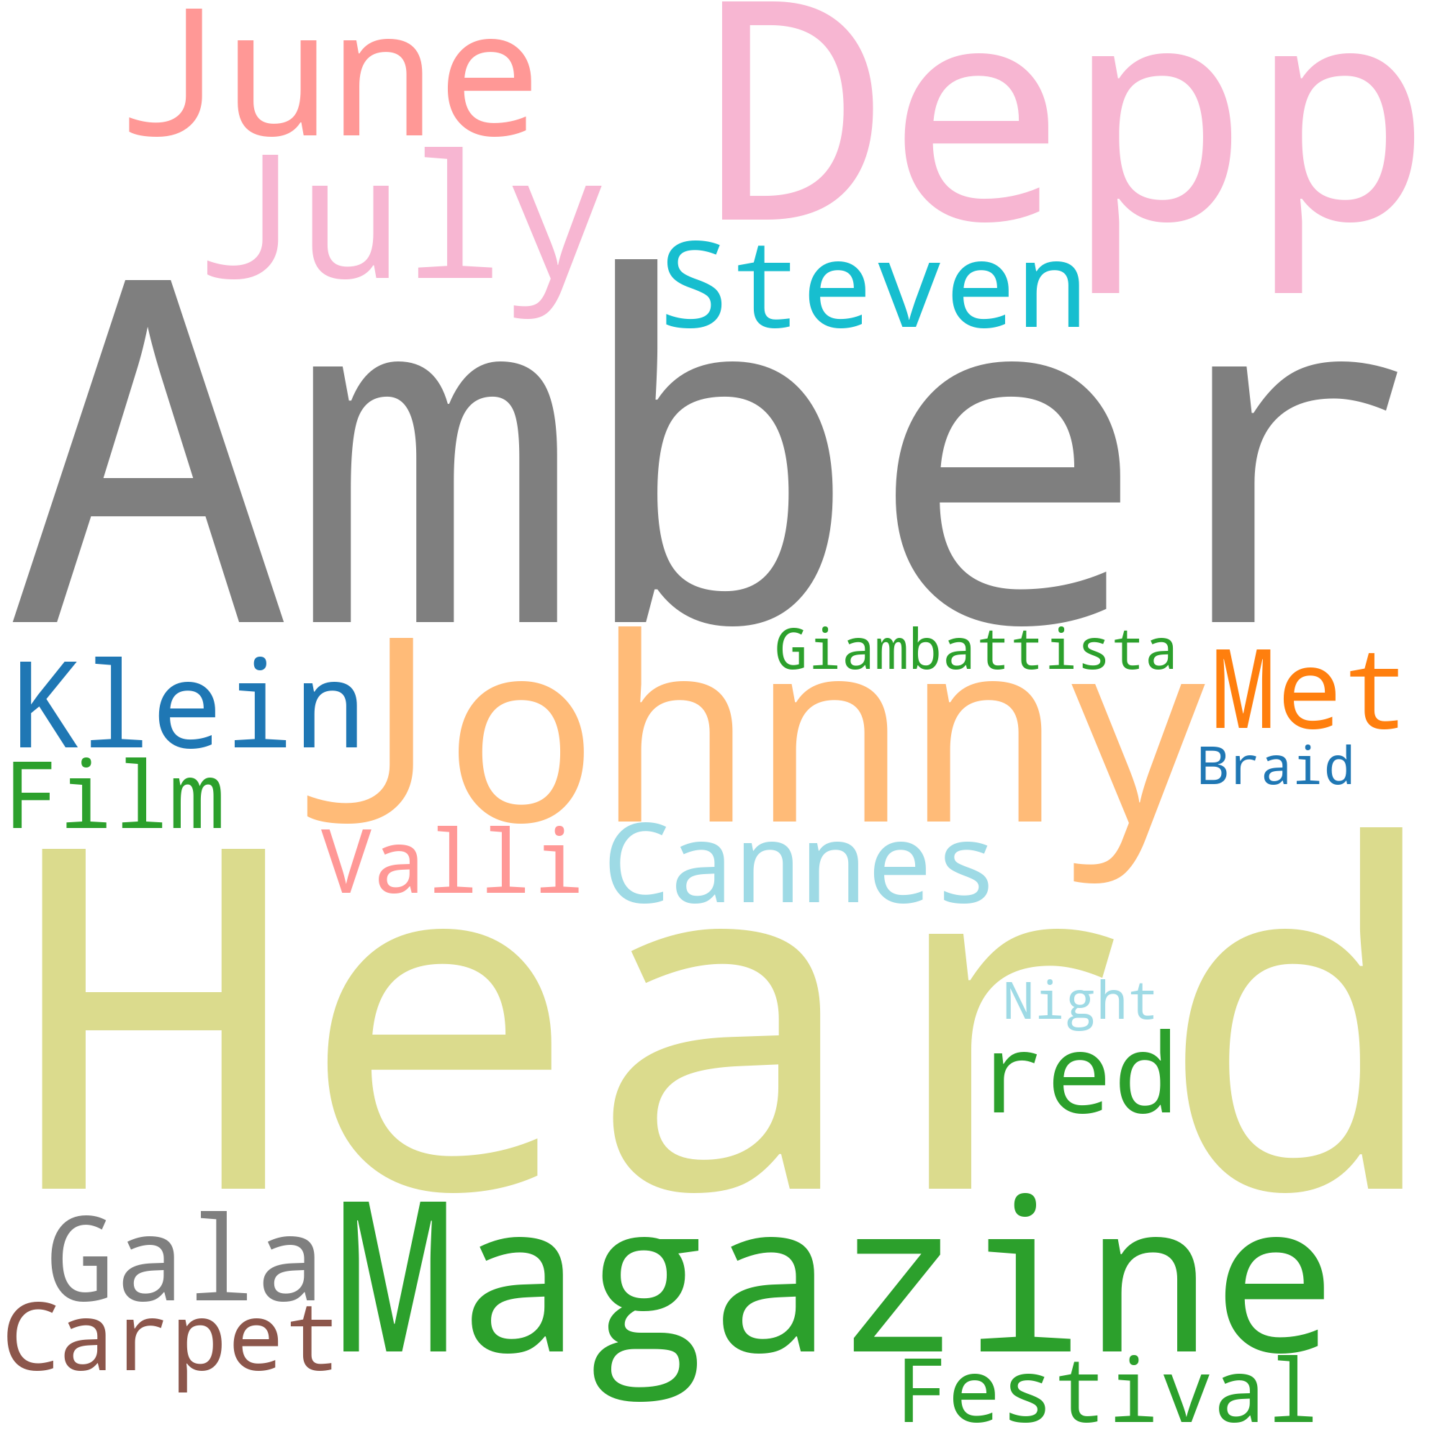 June
Depp
July
Steven
Amber
Giambattista
Klein
Johnny
Met
Braid
Film
Valli
Cannes
Heard
Night
red
Magazine
Gala
Carpet
Festival